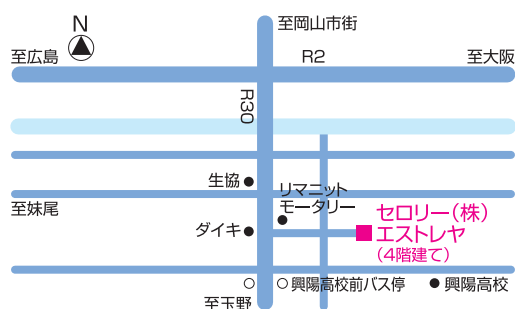 N
至岡山市街
至広島
R2
至大阪
R30
生協
リマニット
モータリー
至妹尾
セロリー(株)
エストレヤ
(4階建て)
ダイキ
興陽高校前バス停
興陽高校
至玉野